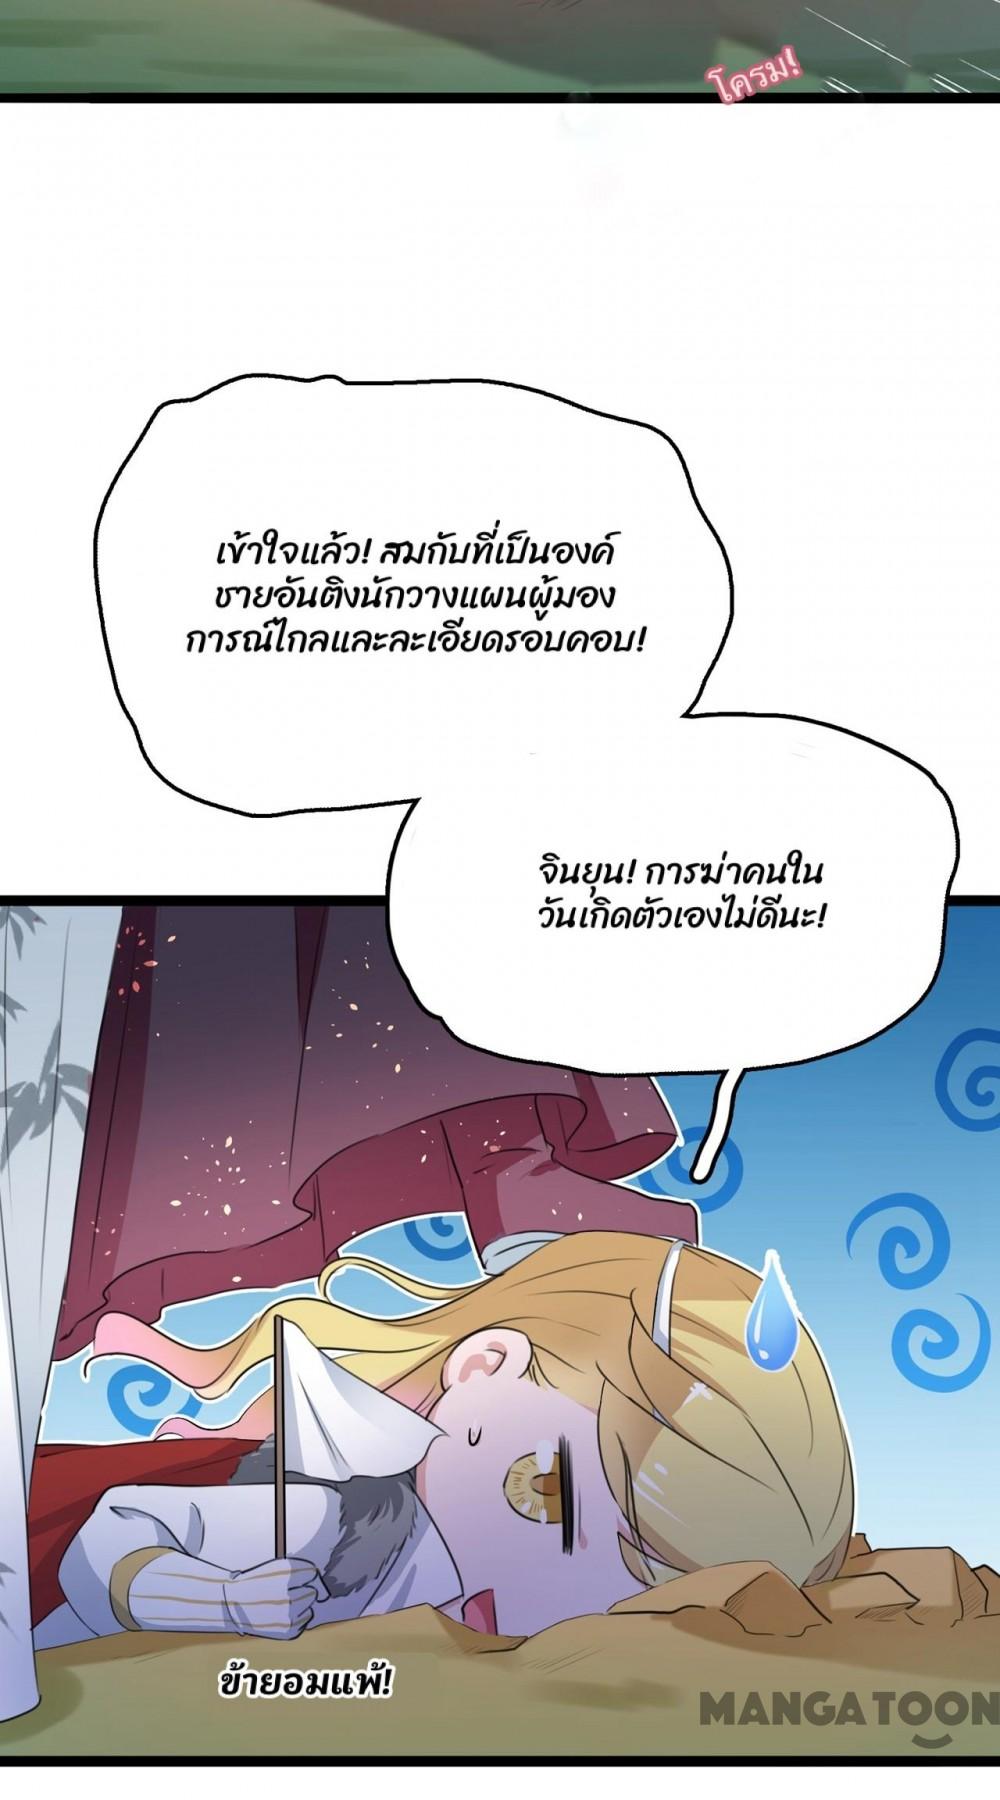 โครม!
เข้าใจแล้ว! สมกับที่เป็นองค์
ชายอันติงนักวางแผนผู้มอง
การณ์ไกลและละเอียดรอบคอบ!
จินยุน! การฆ่าคนใน
วันเกิดตัวเองไม่ดีนะ!
ข้ายอมแพ้!
MANGATOON